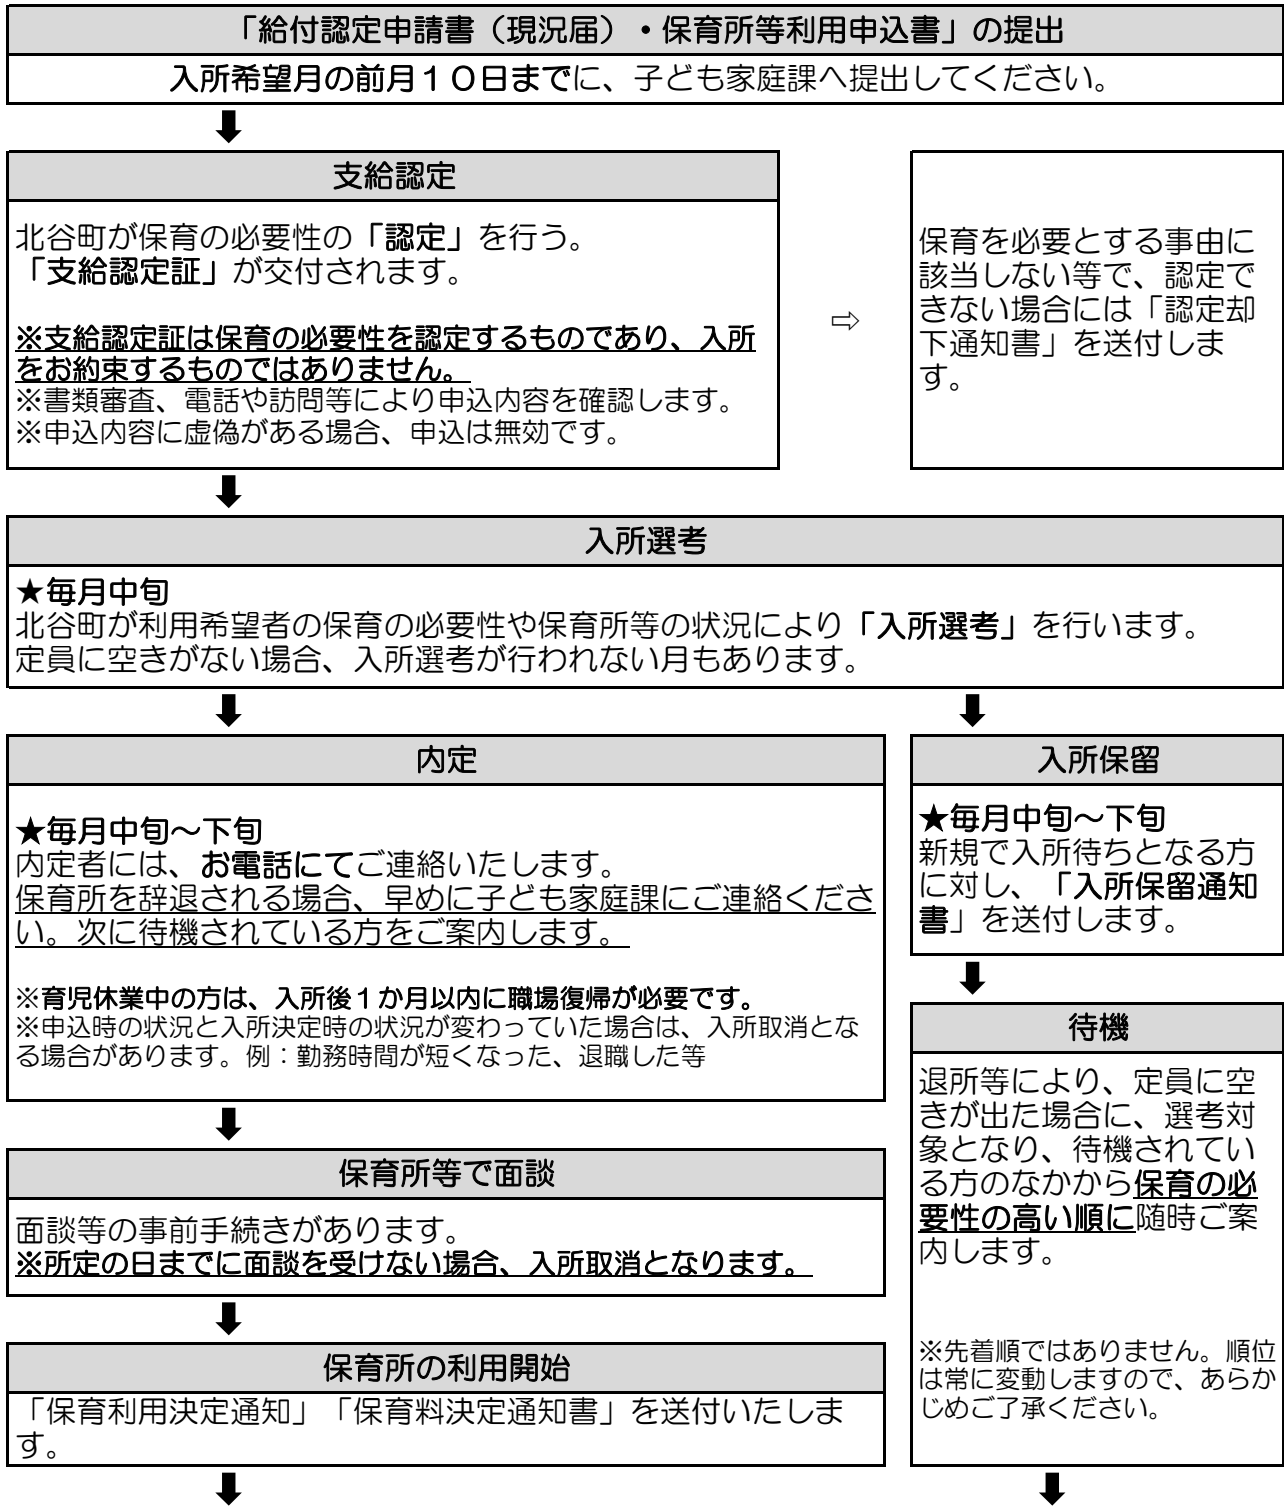 「給付認定申請書（現況届）・保育所等利用申込書」の提出
入所希望月の前月１０日までに、子ども家庭課へ提出してください。
支給認定
北谷町が保育の必要性の「認定」を行う。
「支給認定証」が交付されます。
※支給認定証は保育の必要性を認定するものであり、入所
をお約束するものではありません。
※書類審査、電話や訪問等により申込内容を確認します。
※申込内容に虚偽がある場合、申込は無効です。
保育を必要とする事由に
該当しない等で、認定で
きない場合には「認定却
下通知書」を送付しま
す。
入所選考
★毎月中旬
北谷町が利用希望者の保育の必要性や保育所等の状況により「入所選考」を行います。
定員に空きがない場合、入所選考が行われない月もあります。
内定
★毎月中旬～下旬
内定者には、お電話にてご連絡いたします。
保育所を辞退される場合、早めに子ども家庭課にご連絡くださ
い。次に待機されている方をご案内します。
※育児休業中の方は、入所後１か月以内に職場復帰が必要です。
※申込時の状況と入所決定時の状況が変わっていた場合は、入所取消とな
る場合があります。例：勤務時間が短くなった、退職した等
保育所等で面談
面談等の事前手続きがあります。
※所定の日までに面談を受けない場合、入所取消となります。
保育所の利用開始
「保育利用決定通知」「保育料決定通知書」を送付いたしま
す。
入所保留
★毎月中旬～下旬
新規で入所待ちとなる方
に対し、「入所保留通知
書」を送付します。
待機
退所等により、定員に空
きが出た場合に、選考対
象となり、待機されてい
る方のなかから保育の必
要性の高い順に随時ご案
内します。
※先着順ではありません。順位
は常に変動しますので、あらか
じめご了承ください。